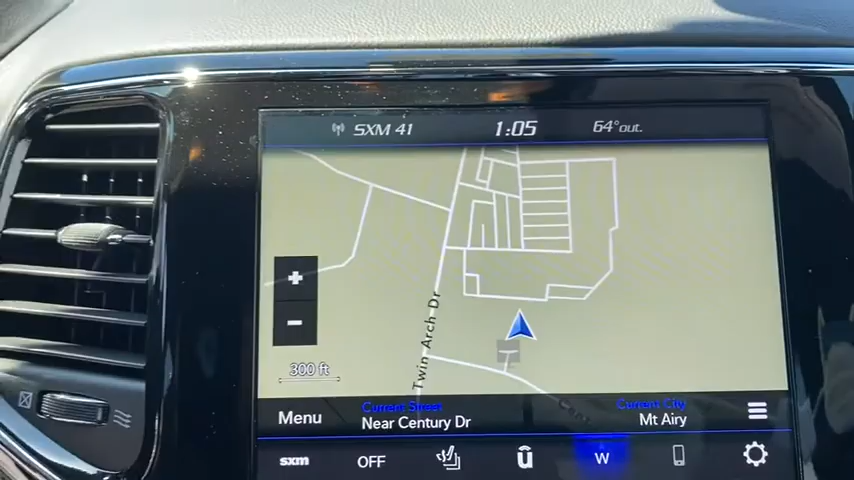 SXM 41 1:05 64° out.
+
Twin Arch Dr
−
300 ft
Menu
Current Street
Near Century Dr
Current City
Mt Airy
sxm OFF W